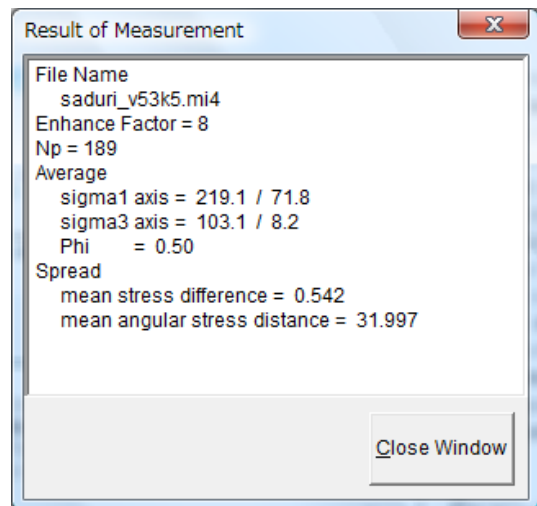 Result of Measurement
X
File Name
saduri_v53k5.mi4
Enhance Factor = 8
Np = 189
Average
sigma1 axis = 219.1 / 71.8
sigma3 axis = 103.1 / 8.2
Phi = 0.50
Spread
mean stress difference = 0.542
mean angular stress distance = 31.997
Close Window